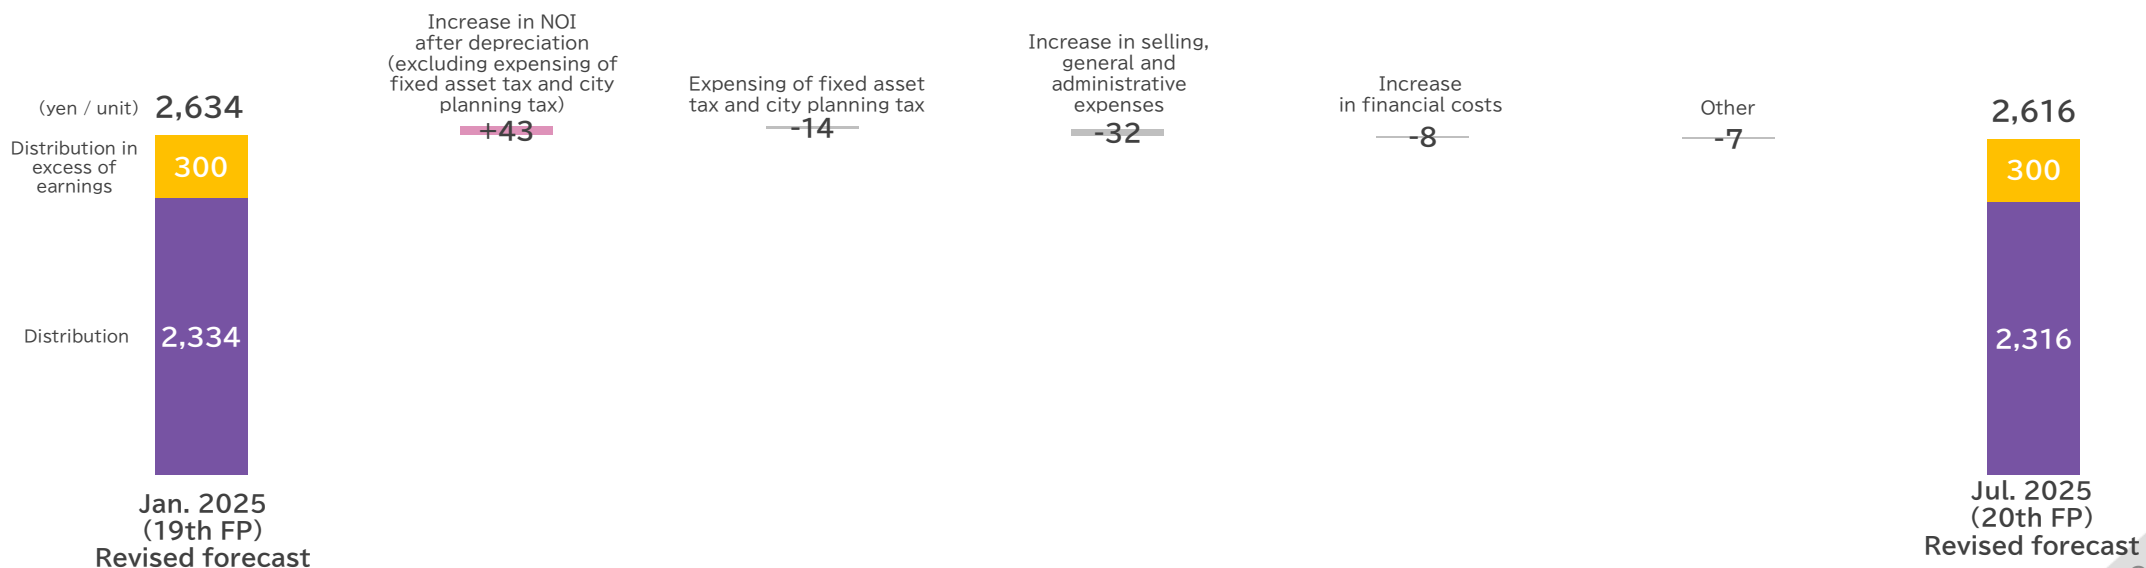 (yen / unit)
2,634
Distribution in
excess of
earnings
300
Distribution
2,334
Jan. 2025
(19th FP)
Revised forecast
Increase in NOI
after depreciation
(excluding expensing of
fixed asset tax and city
planning tax)
+43
Expensing of fixed asset
tax and city planning tax
-14
Increase in selling,
general and
administrative
expenses
-32
Increase
in financial costs
-8
Other
-7
2,616
300
2,316
Jul. 2025
(20th FP)
Revised forecast